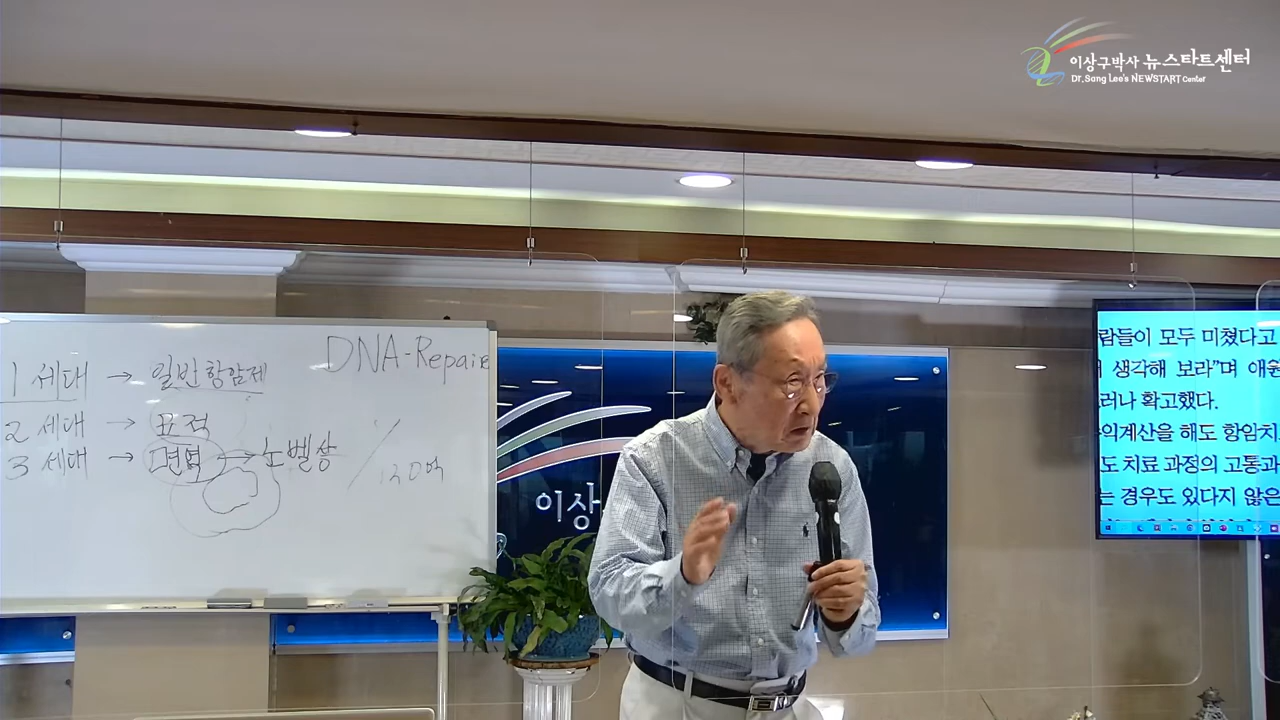 이상구박사 뉴스타트센터
Dr. Sang Lee's NEWSTART Center
DNA-Repair
1 세대 → 일반항암제
2 세대 → 표적
3 세대 → 면역 → 노벨상 / 120억
이상
람들이 모두 미쳤다고
생각해 보라”며 애원
러나 확고했다.
의계산을 해도 항암치
도 치료 과정의 고통과
는 경우도 있다지 않은